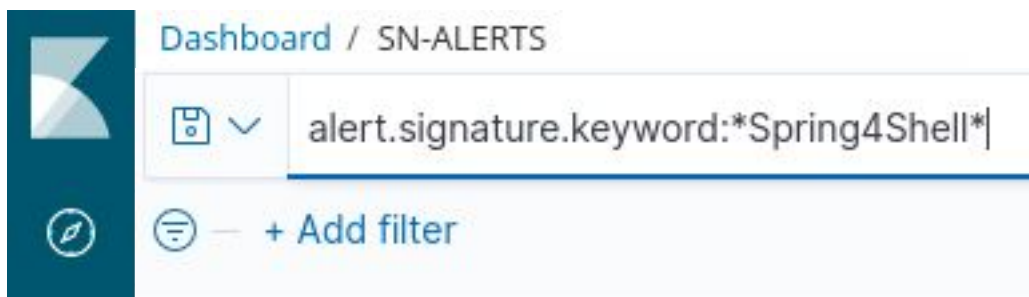 Dashboard / SN-ALERTS
alert.signature.keyword:*Spring4Shell*
+ Add filter